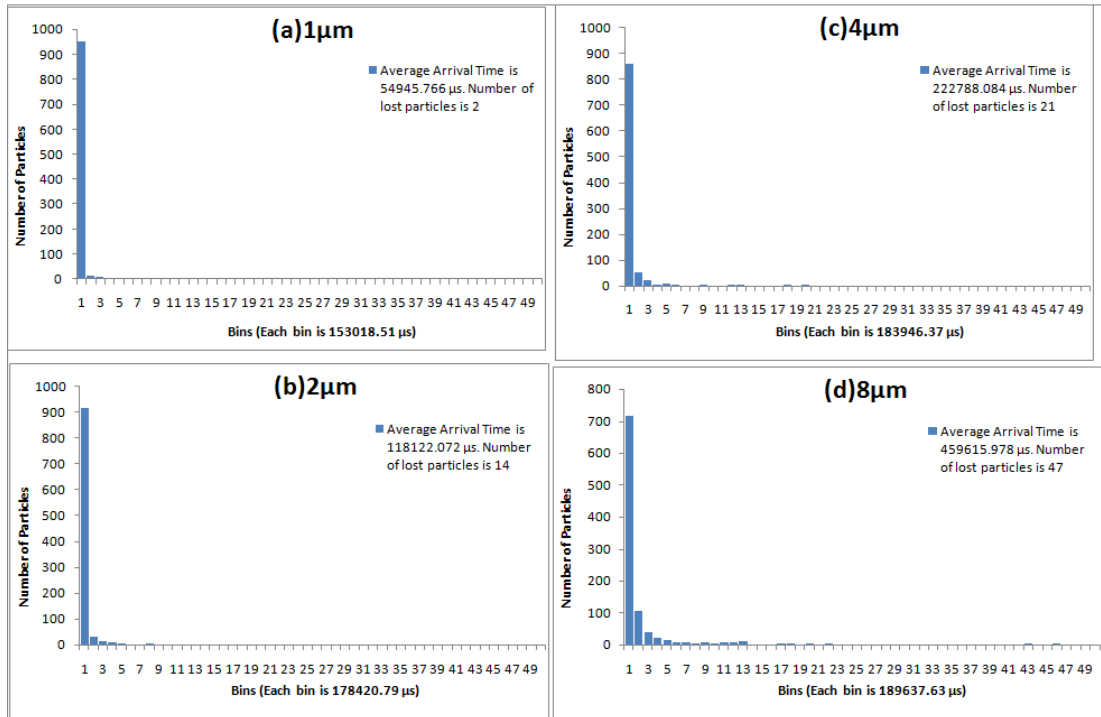 (a)1µm
Average Arrival Time is
54945.766 µs. Number of
lost particles is 2
Number of Particles
1000
900
800
700
600
500
400
300
200
100
0
1 3 5 7 9 11 13 15 17 19 21 23 25 27 29 31 33 35 37 39 41 43 45 47 49
Bins (Each bin is 153018.51 µs)
(b)2µm
Average Arrival Time is
118122.072 µs. Number
of lost particles is 14
Number of Particles
1000
900
800
700
600
500
400
300
200
100
0
1 3 5 7 9 11 13 15 17 19 21 23 25 27 29 31 33 35 37 39 41 43 45 47 49
Bins (Each bin is 178420.79 µs)
(c)4µm
Average Arrival Time is
222788.084 µs. Number
of lost particles is 21
Number of Particles
1000
900
800
700
600
500
400
300
200
100
0
1 3 5 7 9 11 13 15 17 19 21 23 25 27 29 31 33 35 37 39 41 43 45 47 49
Bins (Each bin is 183946.37 µs)
(d)8µm
Average Arrival Time is
459615.978 µs. Number
of lost particles is 47
Number of Particles
800
700
600
500
400
300
200
100
0
1 3 5 7 9 11 13 15 17 19 21 23 25 27 29 31 33 35 37 39 41 43 45 47 49
Bins (Each bin is 189637.63 µs)